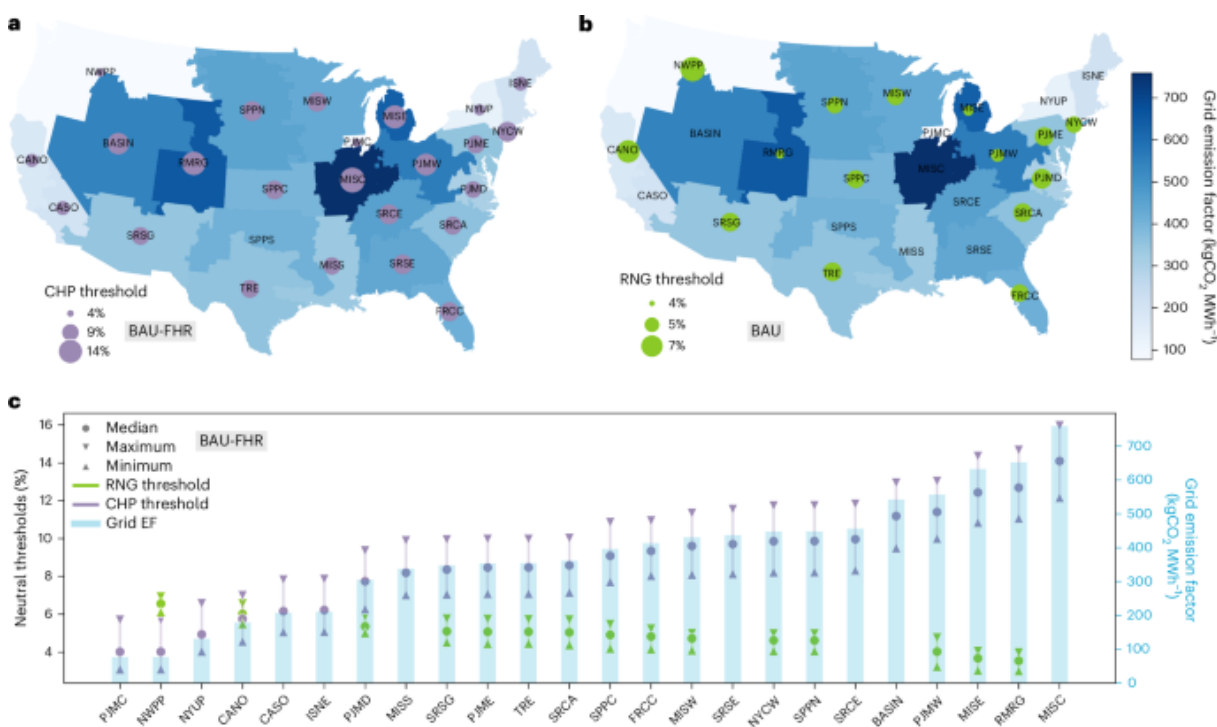 a
NWPP
ISNE
MISW
SPPN
NYUP
MISE
NYCW
PJMC
PJME
BASIN
CANO
RMRG
PJMW
MISC
SPPC
PJMD
CASO
SRCE
SRCA
SRSG
SPPS
MISS
SRSE
TRE
FRCC
CHP threshold
4%
9%
14%
BAU-FHR
b
NWPP
ISNE
MISW
SPPN
NYUP
MISE
NYCW
PJMC
PJME
BASIN
CANO
RMRG
PJMW
MISC
SPPC
PJMD
CASO
SRCE
SRCA
SRSG
SPPS
MISS
SRSE
TRE
FRCC
RNG threshold
4%
5%
7%
BAU
700
600
500
400
300
200
100
Grid emission factor (kgCO2 MWh⁻¹)
c
Neutral thresholds (%)
16
14
12
10
8
6
4
Median
Maximum
Minimum
RNG threshold
CHP threshold
Grid EF
BAU-FHR
700
600
500
400
300
200
100
0
Grid emission factor
(kgCO2 MWh⁻¹)
PJMC
NWPP
NYUP
CANO
CASO
ISNE
PJMD
MISS
SRSG
PJME
TRE
SRCA
SPPC
FRCC
MISW
SRSE
NYCW
SPPN
SRCE
BASIN
PJMW
MISE
RMRG
MISC